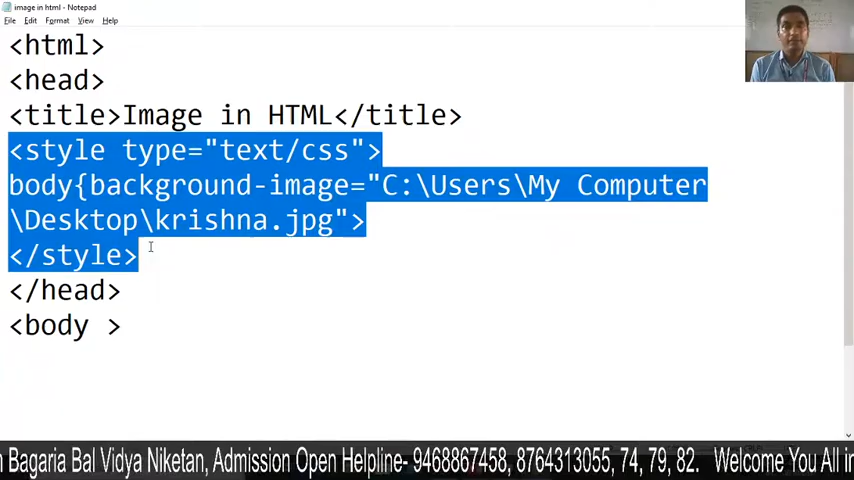 image in html - Notepad
File Edit Format View Help
<html>
<head>
<title>Image in HTML</title>
<style type="text/css">
body{background-image="C:\Users\My Computer
\Desktop\krishna.jpg">
</style>
</head>
<body >
Bagaria Bal Vidya Niketan, Admission Open Helpline- 9468867458, 8764313055, 74, 79, 82. Welcome You All i